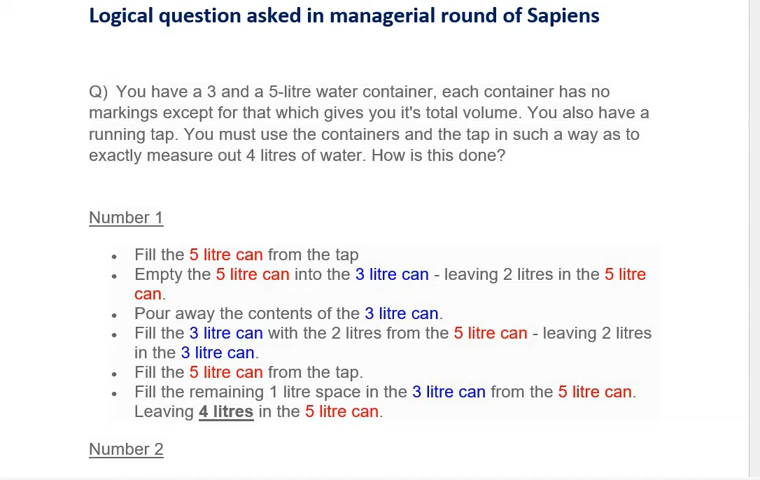 Logical question asked in managerial round of Sapiens
Q) You have a 3 and a 5-litre water container, each container has no
markings except for that which gives you it's total volume. You also have a
running tap. You must use the containers and the tap in such a way as to
exactly measure out 4 litres of water. How is this done?
Number 1
• Fill the 5 litre can from the tap
• Empty the 5 litre can into the 3 litre can - leaving 2 litres in the 5 litre
can.
• Pour away the contents of the 3 litre can.
• Fill the 3 litre can with the 2 litres from the 5 litre can - leaving 2 litres
in the 3 litre can.
• Fill the 5 litre can from the tap.
• Fill the remaining 1 litre space in the 3 litre can from the 5 litre can.
Leaving 4 litres in the 5 litre can.
Number 2